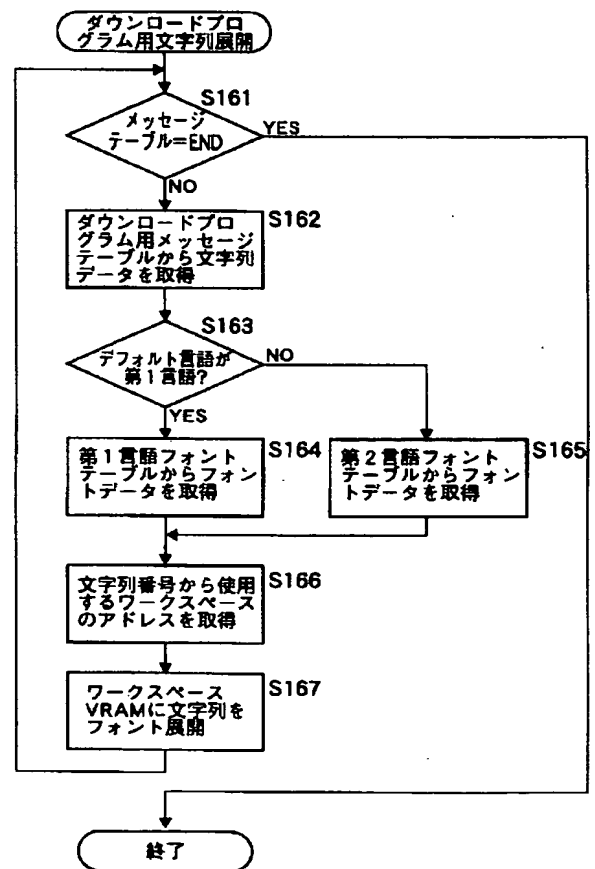 ダウンロードプロ
グラム用文字列展開
S161
メッセージ
テーブル=END
YES
NO
S162
ダウンロードプロ
グラム用メッセージ
テーブルから文字列
データを取得
S163
デフォルト言語が
第1言語?
NO
YES
S164
第1言語フォント
テーブルからフォン
トデータを取得
S165
第2言語フォント
テーブルからフォン
トデータを取得
S166
文字列番号から使用
するワークスペース
のアドレスを取得
S167
ワークスペース
VRAMに文字列を
フォント展開
終了